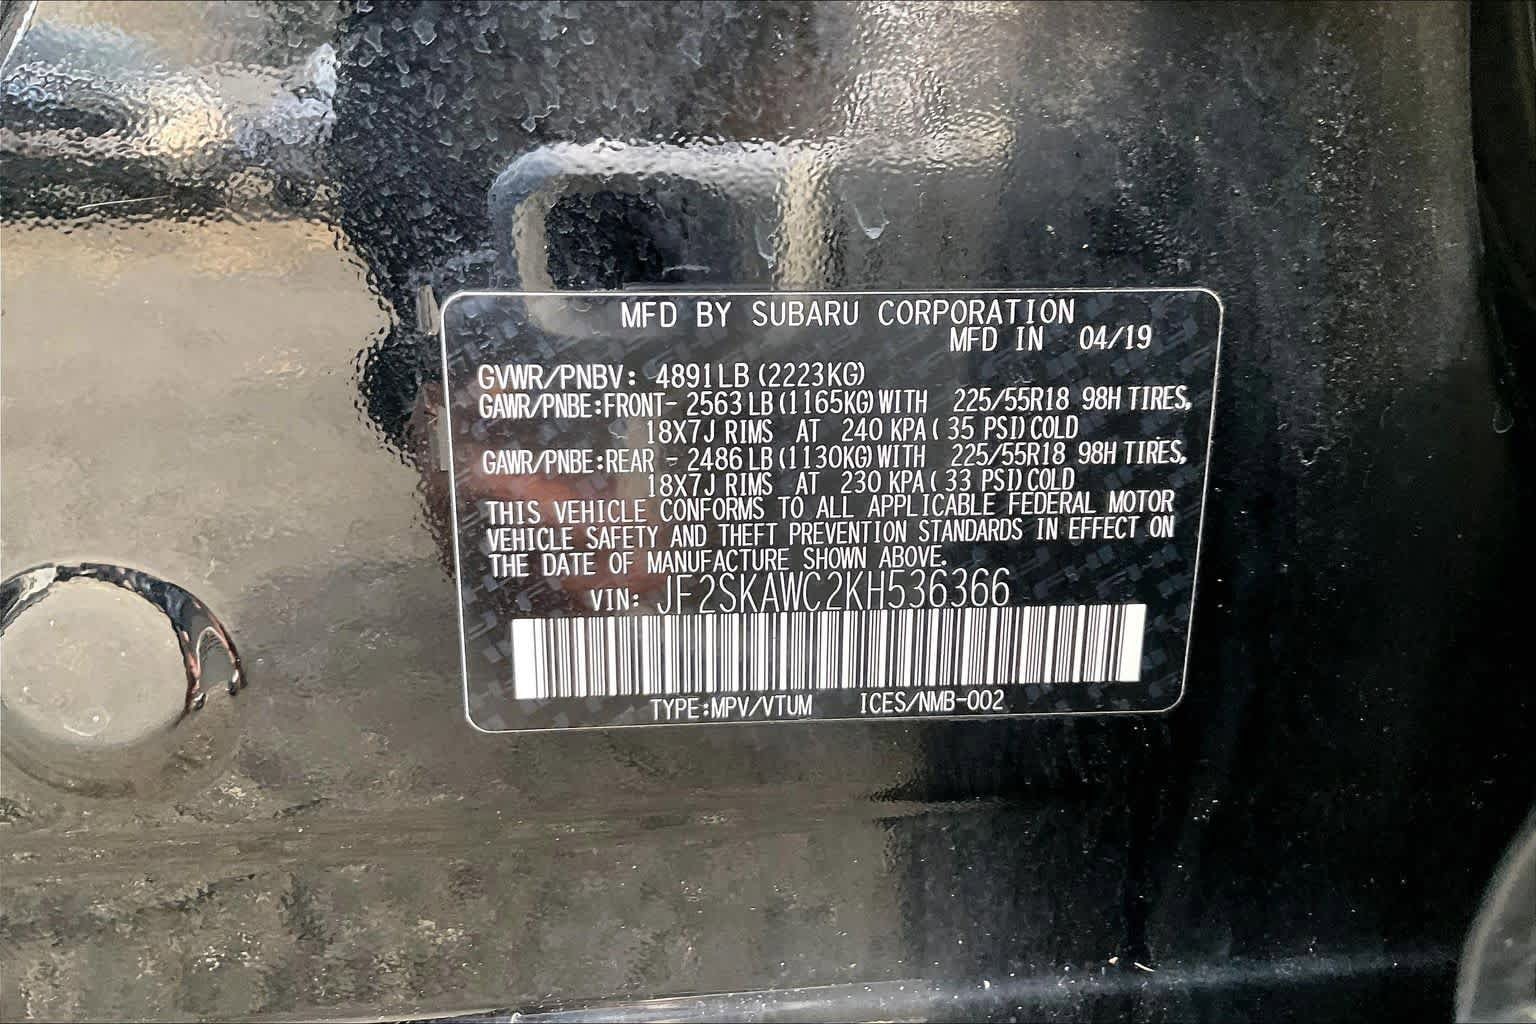 MFD BY SUBARU CORPORATION
MFD IN 04/19
GVWR/PNBV: 4891LB (2223KG)
GAWR/PNBE:FRONT- 2563 LB (1165KG) WITH 225/55R18 98H TIRES,
18X7J RIMS AT 240 KPA ( 35 PSI) COLD
GAWR/PNBE:REAR - 2486 LB (1130KG) WITH 225/55R18 98H TIRES,
18X7J RIMS AT 230 KPA ( 33 PSI) COLD
THIS VEHICLE CONFORMS TO ALL APPLICABLE FEDERAL MOTOR
VEHICLE SAFETY AND THEFT PREVENTION STANDARDS IN EFFECT ON
THE DATE OF MANUFACTURE SHOWN ABOVE.
VIN: JF2SKAWC2KH536366
TYPE:MPV/VTUM ICES/NMB-002